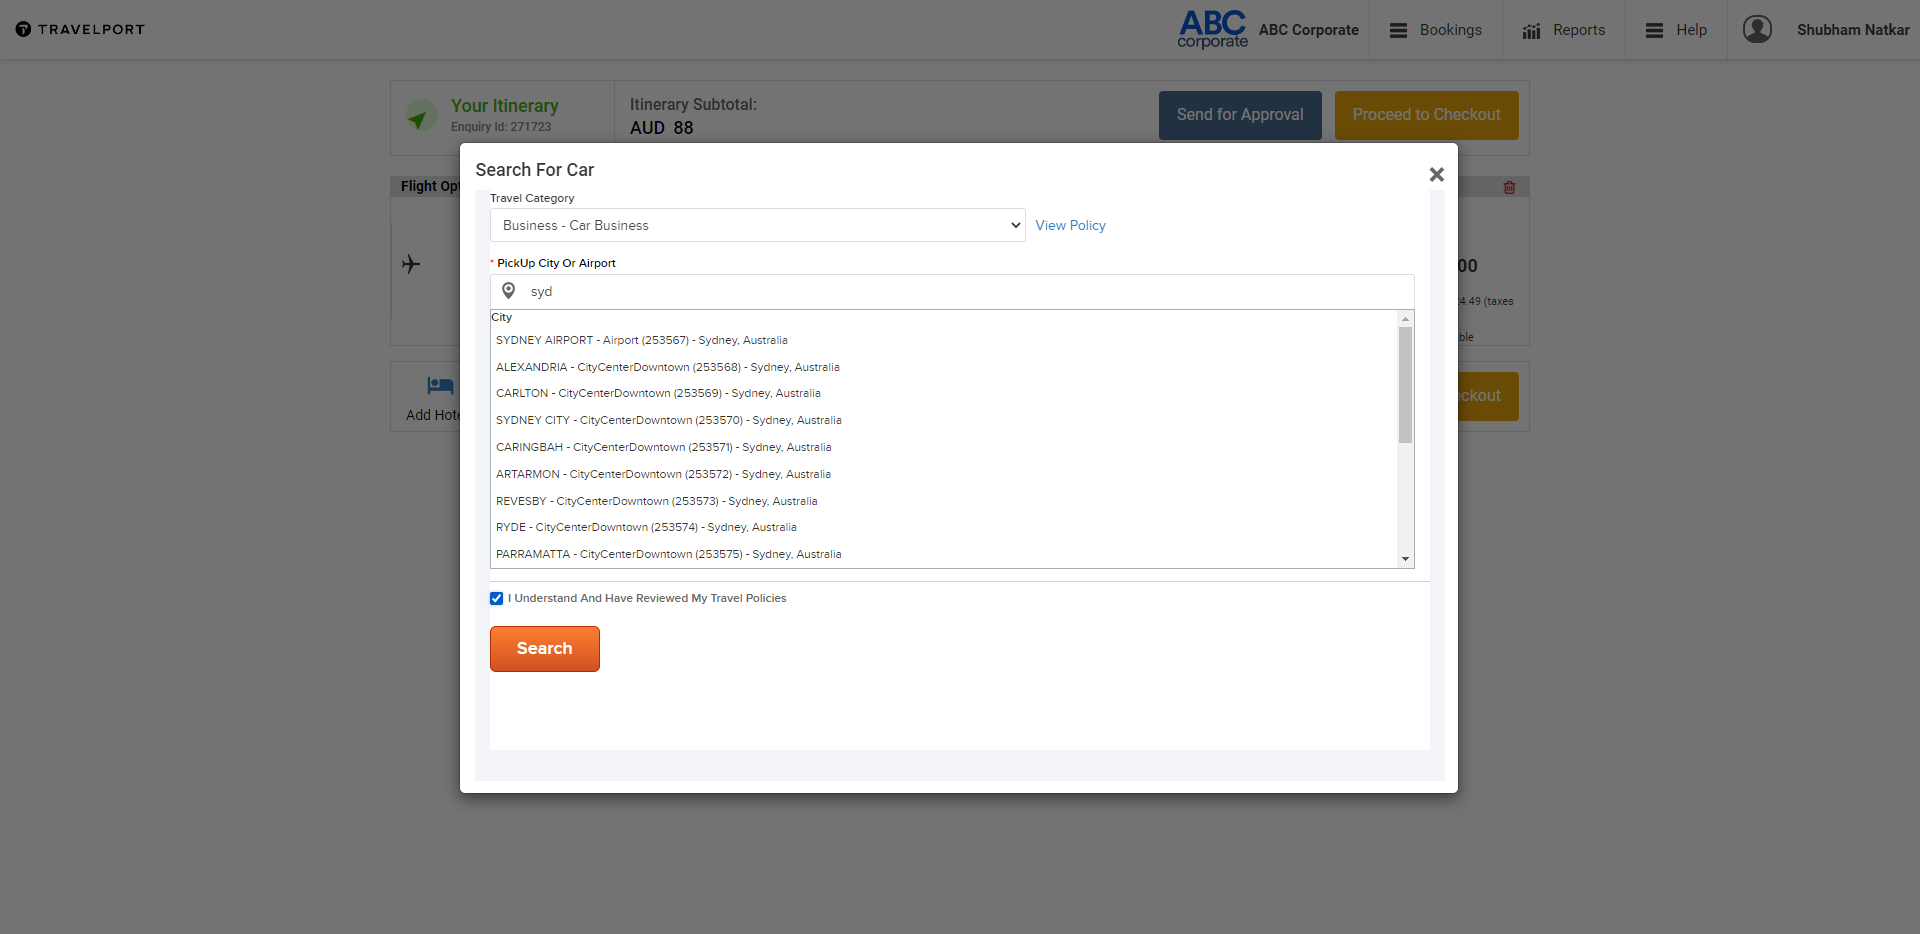 TRAVELPORT
ABC
corporate
ABC Corporate
Bookings
Reports
Help
Shubham Natkar
Your Itinerary
Enquiry Id: 271723
Itinerary Subtotal:
AUD 88
Send for Approval
Proceed to Checkout
Flight Opt
Search For Car
Travel Category
Business - Car Business
View Policy
* PickUp City Or Airport
syd
City
SYDNEY AIRPORT - Airport (253567) - Sydney, Australia
ALEXANDRIA - CityCenterDowntown (253568) - Sydney, Australia
CARLTON - CityCenterDowntown (253569) - Sydney, Australia
SYDNEY CITY - CityCenterDowntown (253570) - Sydney, Australia
CARINGBAH - CityCenterDowntown (253571) - Sydney, Australia
ARTARMON - CityCenterDowntown (253572) - Sydney, Australia
REVESBY - CityCenterDowntown (253573) - Sydney, Australia
RYDE - CityCenterDowntown (253574) - Sydney, Australia
PARRAMATTA - CityCenterDowntown (253575) - Sydney, Australia
I Understand And Have Reviewed My Travel Policies
Search
00
4.49 (taxes
ble
Add Hote
eckout